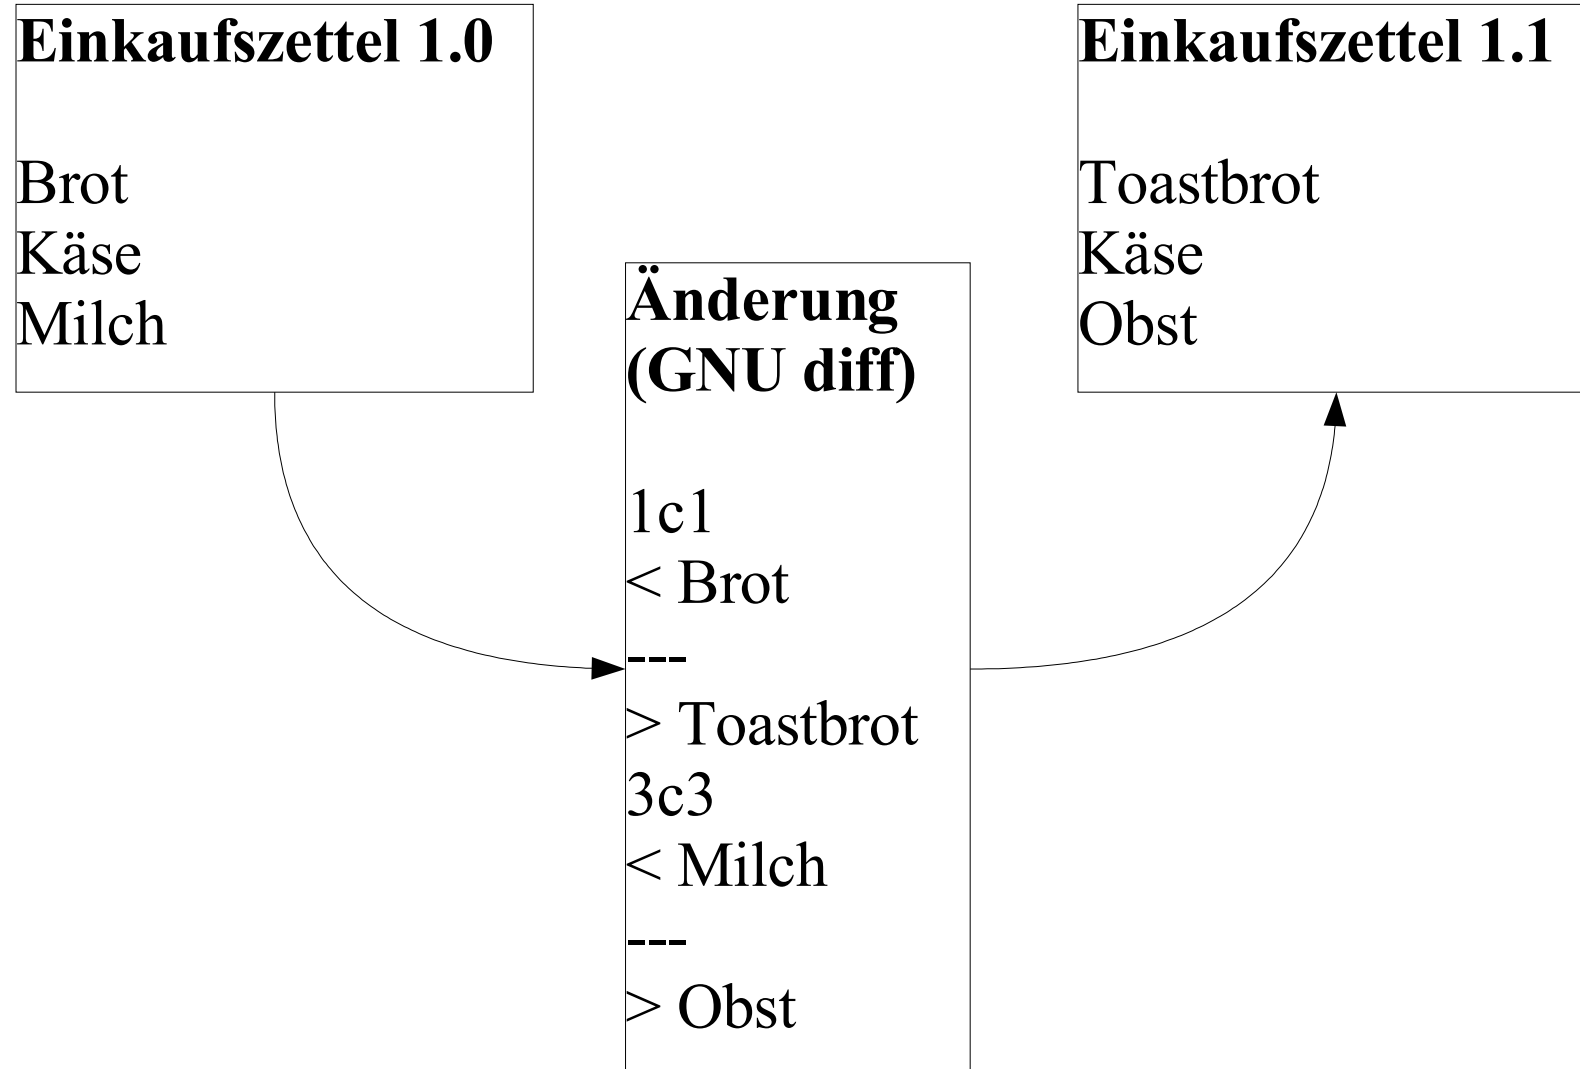 Einkaufszettel 1.0
Brot
Käse
Milch
Änderung
(GNU diff)
1c1
< Brot
---
> Toastbrot
3c3
< Milch
---
> Obst
Einkaufszettel 1.1
Toastbrot
Käse
Obst